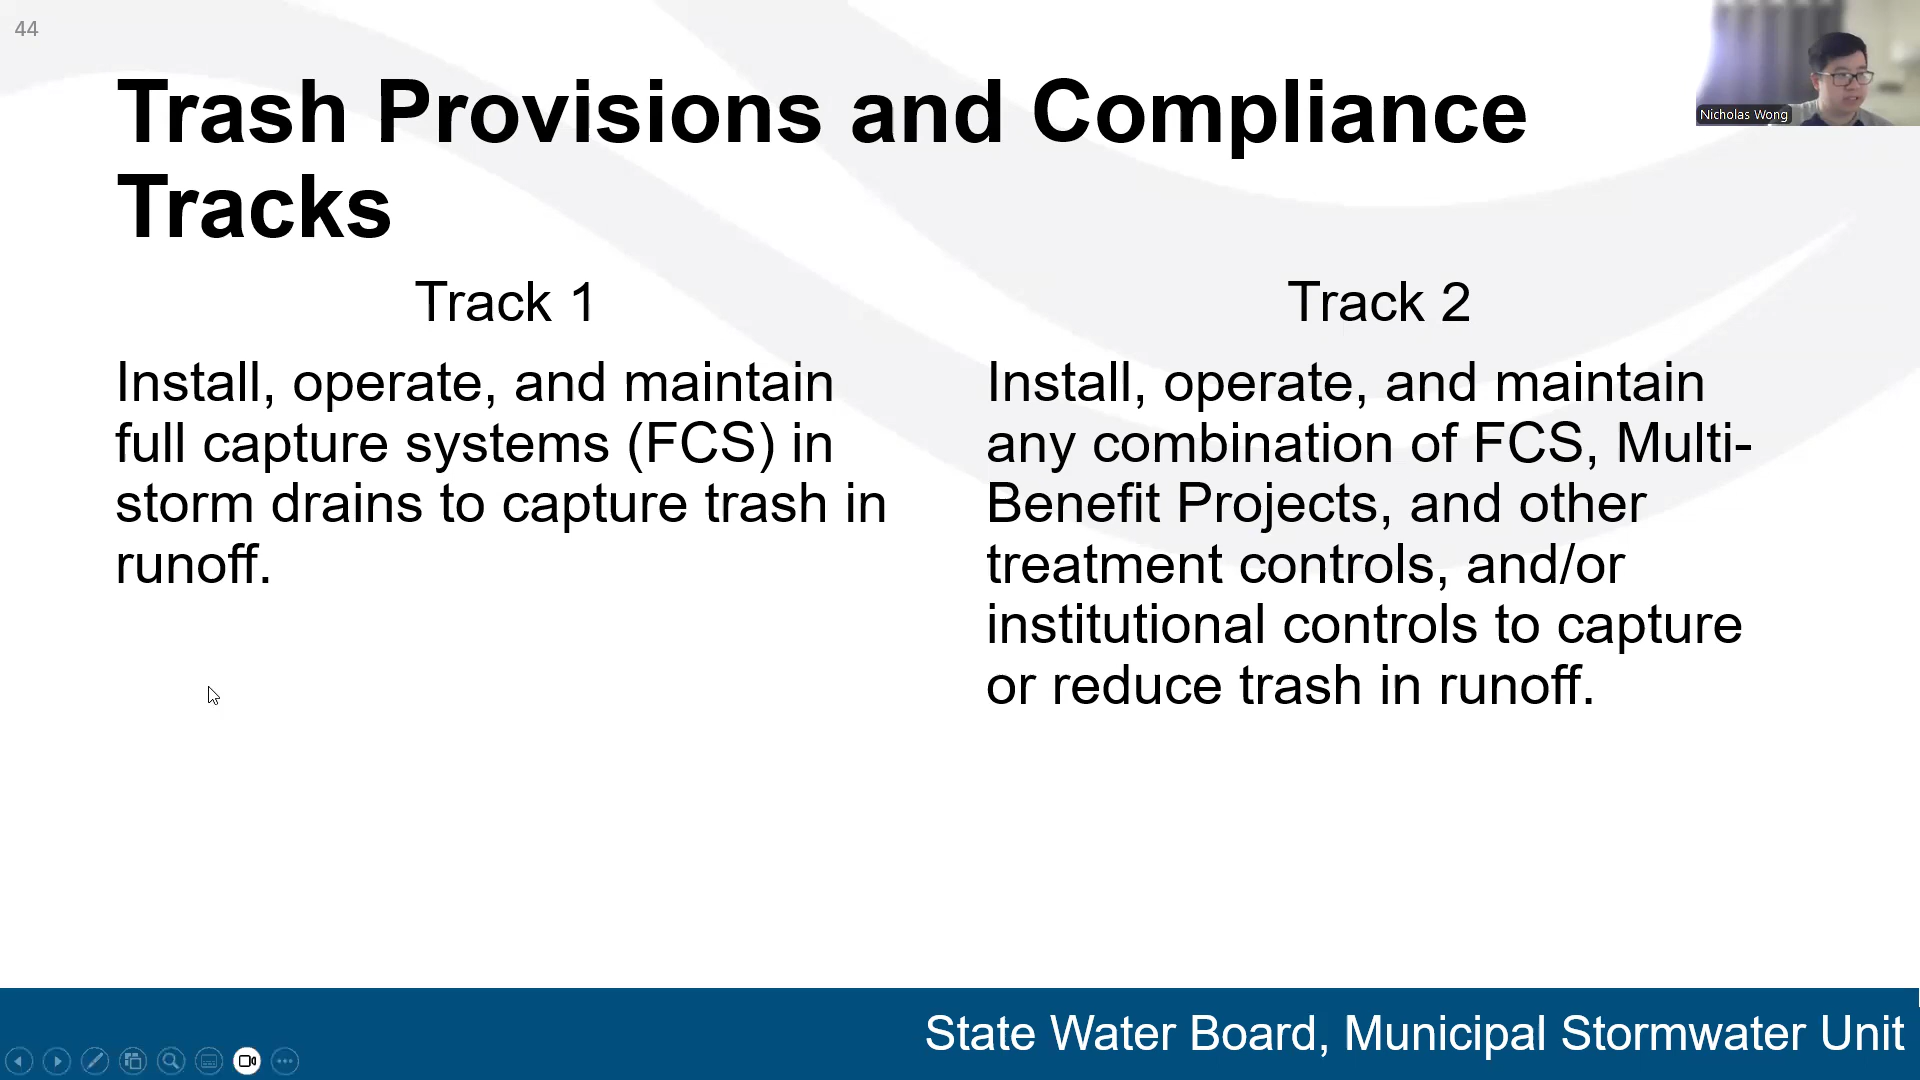 44
Nicholas Wong
Trash Provisions and Compliance
Tracks
Track 1
Install, operate, and maintain
full capture systems (FCS) in
storm drains to capture trash in
runoff.
Track 2
Install, operate, and maintain
any combination of FCS, Multi-
Benefit Projects, and other
treatment controls, and/or
institutional controls to capture
or reduce trash in runoff.
State Water Board, Municipal Stormwater Unit